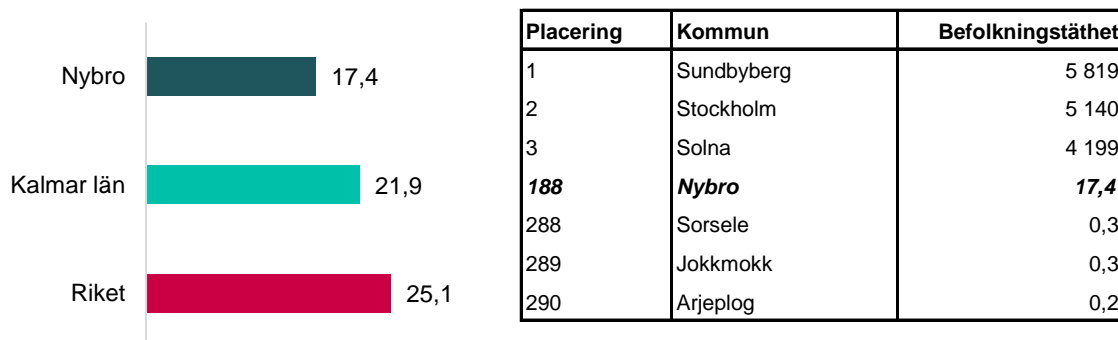 Nybro 17,4
Kalmar län 21,9
Riket 25,1
Placering Kommun Befolkningstäthet
1 Sundbyberg 5 819
2 Stockholm 5 140
3 Solna 4 199
188 Nybro 17,4
288 Sorsele 0,3
289 Jokkmokk 0,3
290 Arjeplog 0,2